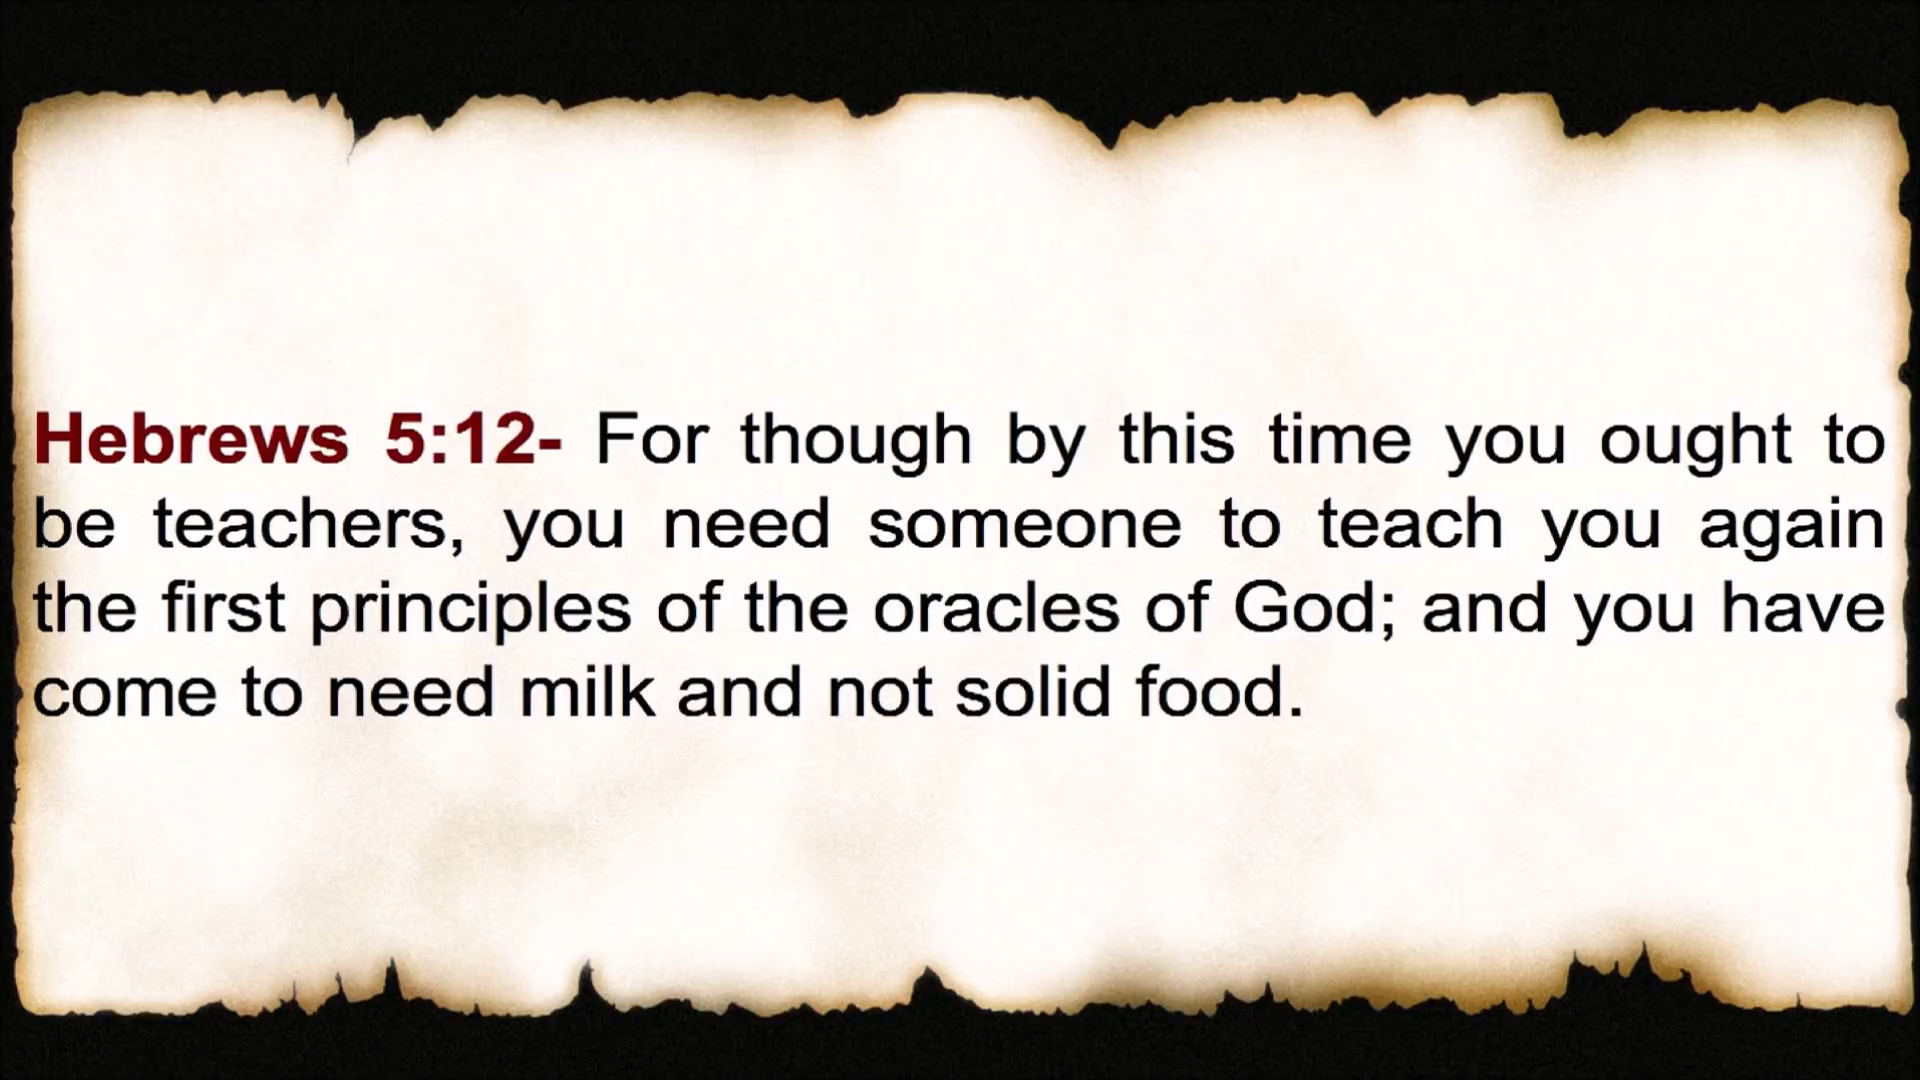 Hebrews 5:12- For though by this time you ought to
be teachers, you need someone to teach you again
the first principles of the oracles of God; and you have
come to need milk and not solid food.